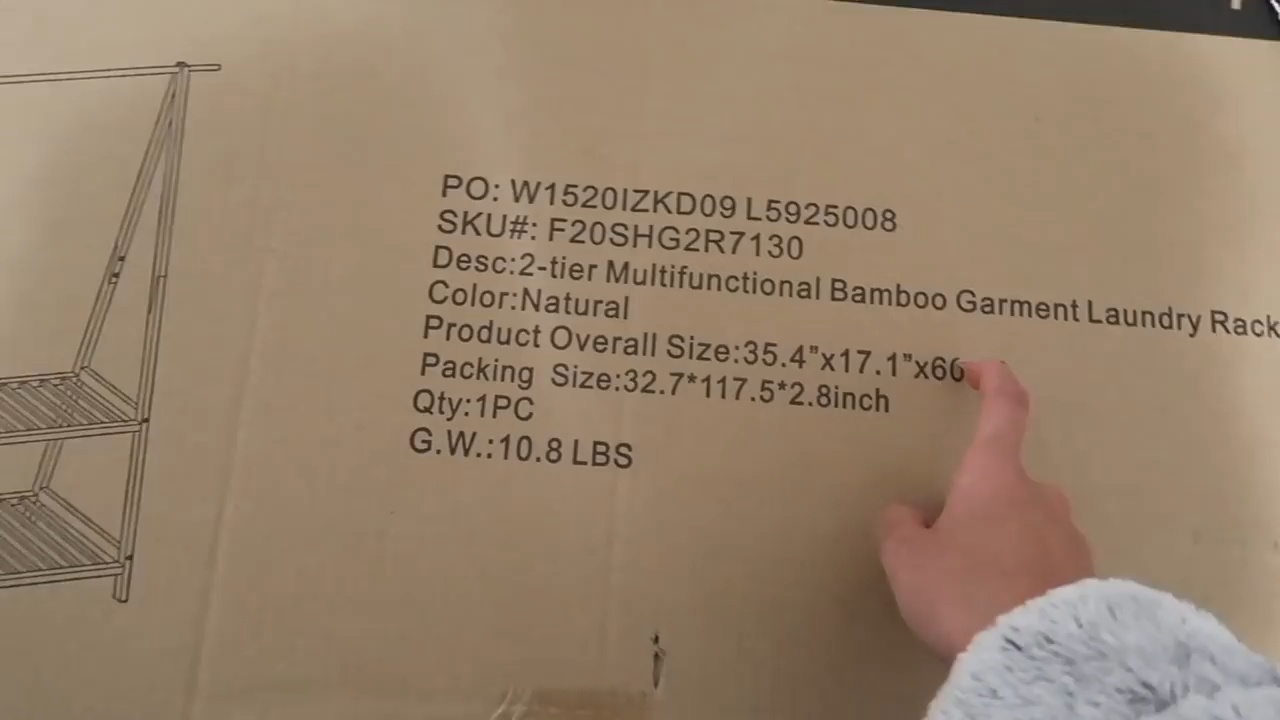 PO: W1520IZKD09 L5925008
SKU#: F20SHG2R7130
Desc:2-tier Multifunctional Bamboo Garment Laundry Rack
Color:Natural
Product Overall Size:35.4”x17.1”x6
Packing Size:32.7*117.5*2.8inch
Qty:1PC
G.W.:10.8 LBS